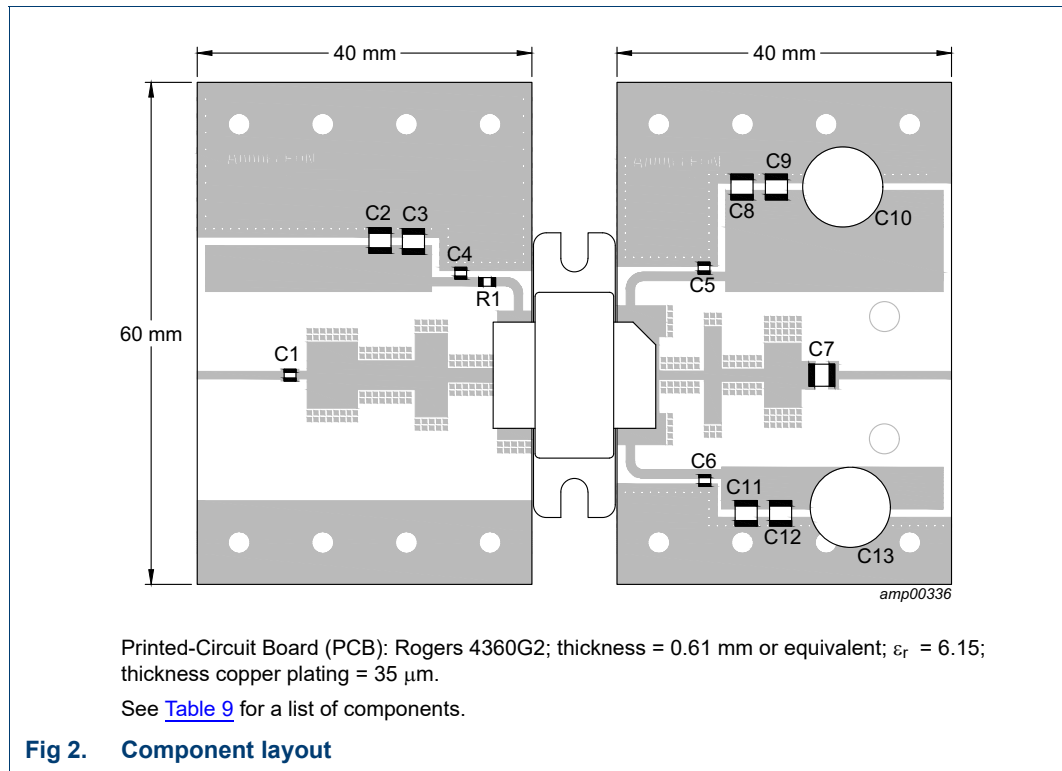 40 mm
40 mm
60 mm
C2
C3
C4
R1
C1
C9
C8
C10
C5
C7
C6
C11
C12
C13
amp00336
Printed-Circuit Board (PCB): Rogers 4360G2; thickness = 0.61 mm or equivalent; εr = 6.15;
thickness copper plating = 35 μm.
See Table 9 for a list of components.
Fig 2. Component layout